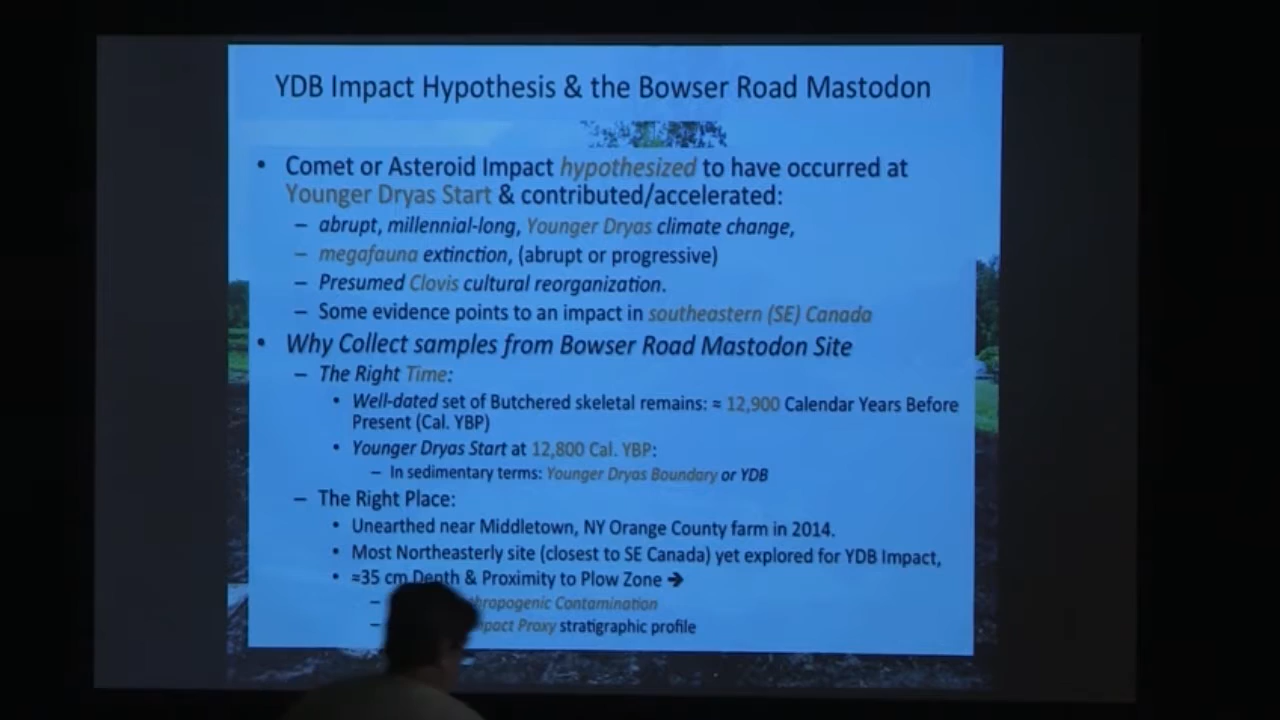 YDB Impact Hypothesis & the Bowser Road Mastodon
• Comet or Asteroid Impact hypothesized to have occurred at
Younger Dryas Start & contributed/accelerated:
– abrupt, millennial-long, Younger Dryas climate change,
– megafauna extinction, (abrupt or progressive)
– Presumed Clovis cultural reorganization.
– Some evidence points to an impact in southeastern (SE) Canada
• Why Collect samples from Bowser Road Mastodon Site
– The Right Time:
• Well-dated set of Butchered skeletal remains: ≈ 12,900 Calendar Years Before
Present (Cal. YBP)
• Younger Dryas Start at 12,800 Cal. YBP:
– In sedimentary terms: Younger Dryas Boundary or YDB
– The Right Place:
• Unearthed near Middletown, NY Orange County farm in 2014.
• Most Northeasterly site (closest to SE Canada) yet explored for YDB Impact,
• ≈35 cm Depth & Proximity to Plow Zone ➔
– Contamination
– Proxy stratigraphic profile